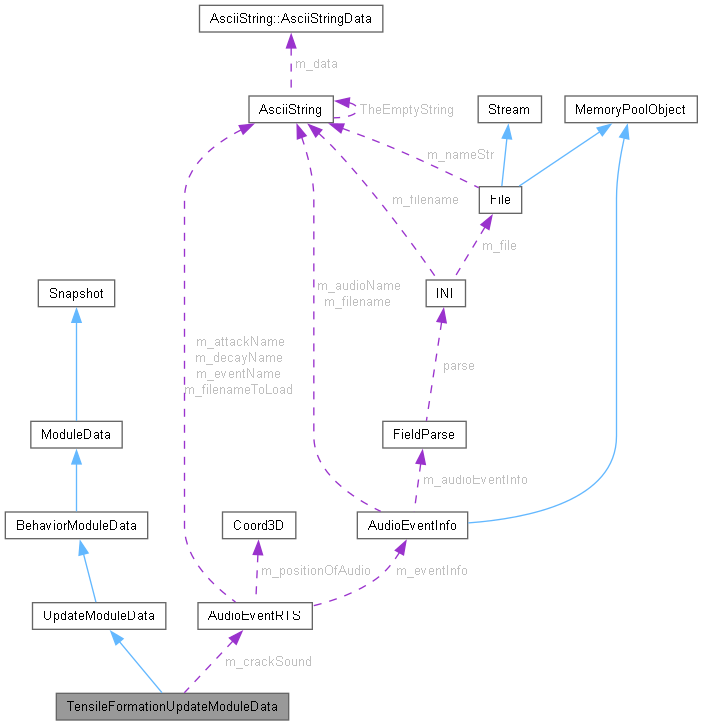 AsciiString::AsciiStringData
m_data
AsciiString
TheEmptyString
Stream
MemoryPoolObject
m_nameStr
File
m_filename
m_file
Snapshot
INI
m_audioName
m_filename
m_attackName
m_decayName
m_eventName
m_filenameToLoad
parse
ModuleData
FieldParse
m_audioEventInfo
BehaviorModuleData
Coord3D
AudioEventInfo
m_positionOfAudio
m_eventInfo
UpdateModuleData
AudioEventRTS
m_crackSound
TensileFormationUpdateModuleData